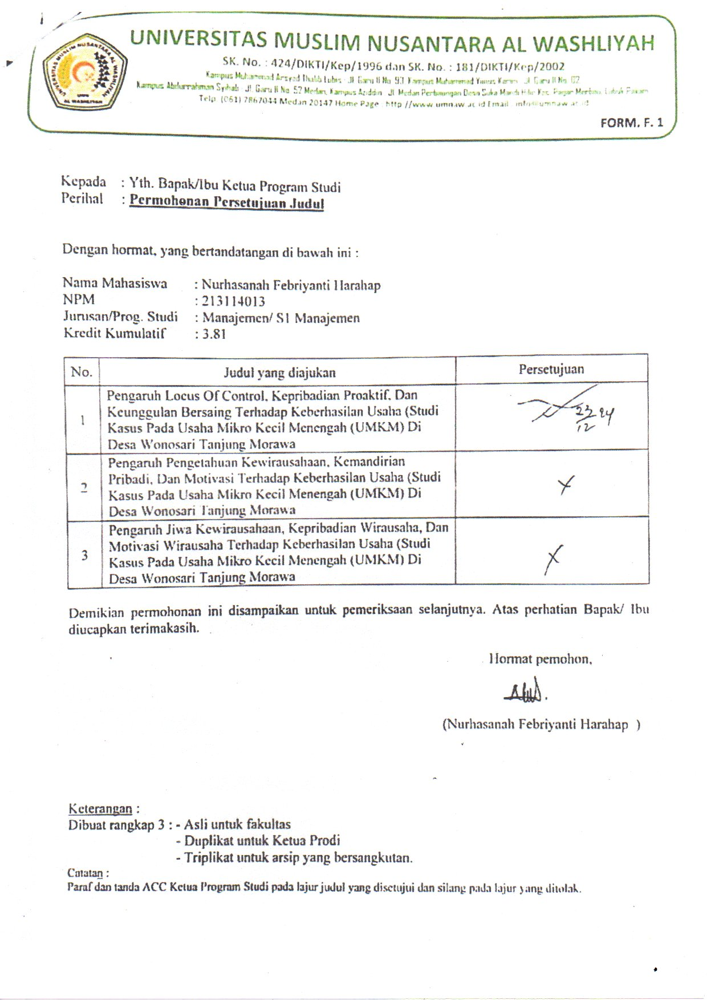 UNIVERSITAS MUSLIM NUSANTARA AL WASHLIYAH
SK. No. : 424/DIKTI/Kep/1996 dan SK. No. : 181/DIKTI/Kep/2002
Kampus Muhammad Arsyad Thalib Lubis : Jl Garu II No. 93, Kampus Muhammad Yunus Karim : Jl Garu II No. 02
Kampus Abdurrahman Syihab : Jl. Garu II No. 52 Medan, Kampus Aziddin : Jl. Medan Perbaungan Desa Suka Mandi Hilir Kec. Pagar Merbau, Lubuk Pakam
Telp. (061) 7867044 Medan 20147 Home Page : http //www.umnaw.ac.id Email : info@umnaw.ac.id
FORM. F. 1
UNIVERSITAS MUSLIM NUSANTARA AL WASHLIYAH
UMN
AL WASHLIYAH
Kepada : Yth. Bapak/Ibu Ketua Program Studi
Perihal : Permohonan Persetujuan Judul
Dengan hormat, yang bertandatangan di bawah ini :
Nama Mahasiswa : Nurhasanah Febriyanti Harahap
NPM : 213114013
Jurusan/Prog. Studi : Manajemen/ S1 Manajemen
Kredit Kumulatif : 3.81
No. Judul yang diajukan Persetujuan
1 Pengaruh Locus Of Control, Kepribadian Proaktif, Dan
Keunggulan Bersaing Terhadap Keberhasilan Usaha (Studi
Kasus Pada Usaha Mikro Kecil Menengah (UMKM) Di
Desa Wonosari Tanjung Morawa
23/12 24
2 Pengaruh Pengetahuan Kewirausahaan, Kemandirian
Pribadi, Dan Motivasi Terhadap Keberhasilan Usaha (Studi
Kasus Pada Usaha Mikro Kecil Menengah (UMKM) Di
Desa Wonosari Tanjung Morawa
3 Pengaruh Jiwa Kewirausahaan, Kepribadian Wirausaha, Dan
Motivasi Wirausaha Terhadap Keberhasilan Usaha (Studi
Kasus Pada Usaha Mikro Kecil Menengah (UMKM) Di
Desa Wonosari Tanjung Morawa
Demikian permohonan ini disampaikan untuk pemeriksaan selanjutnya. Atas perhatian Bapak/ Ibu
diucapkan terimakasih.
Hormat pemohon,
(Nurhasanah Febriyanti Harahap )
Keterangan :
Dibuat rangkap 3 : - Asli untuk fakultas
- Duplikat untuk Ketua Prodi
- Triplikat untuk arsip yang bersangkutan.
Catatan :
Paraf dan tanda ACC Ketua Program Studi pada lajur judul yang disetujui dan silang pada lajur yang ditolak.